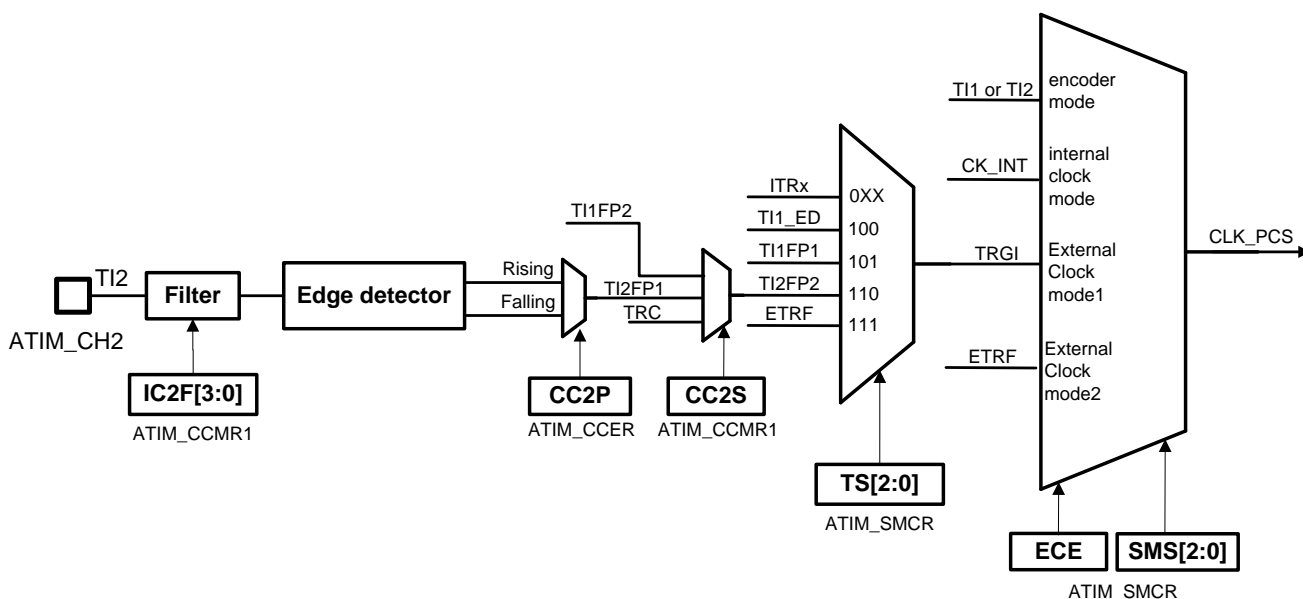 TI2
ATIM_CH2
Filter
IC2F[3:0]
ATIM_CCMR1
Edge detector
Rising
Falling
CC2P
ATIM_CCER
TI1FP2
TI2FP1
TRC
CC2S
ATIM_CCMR1
ITRx
TI1_ED
TI1FP1
TI2FP2
ETRF
0XX
100
101
110
111
TS[2:0]
ATIM_SMCR
TI1 or TI2
CK_INT
TRGI
ETRF
encoder
mode
internal
clock
mode
External
Clock
mode1
External
Clock
mode2
ECE
SMS[2:0]
ATIM_SMCR
CLK_PCS